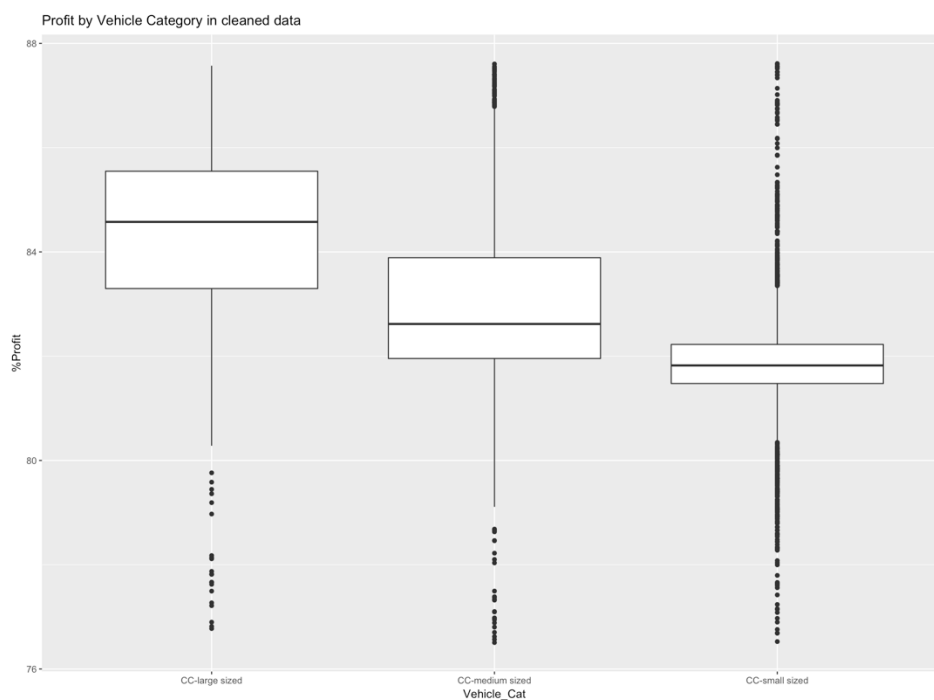 Profit by Vehicle Category in cleaned data
88
84
80
76
%Profit
CC-large sized
CC-medium sized
CC-small sized
Vehicle_Cat